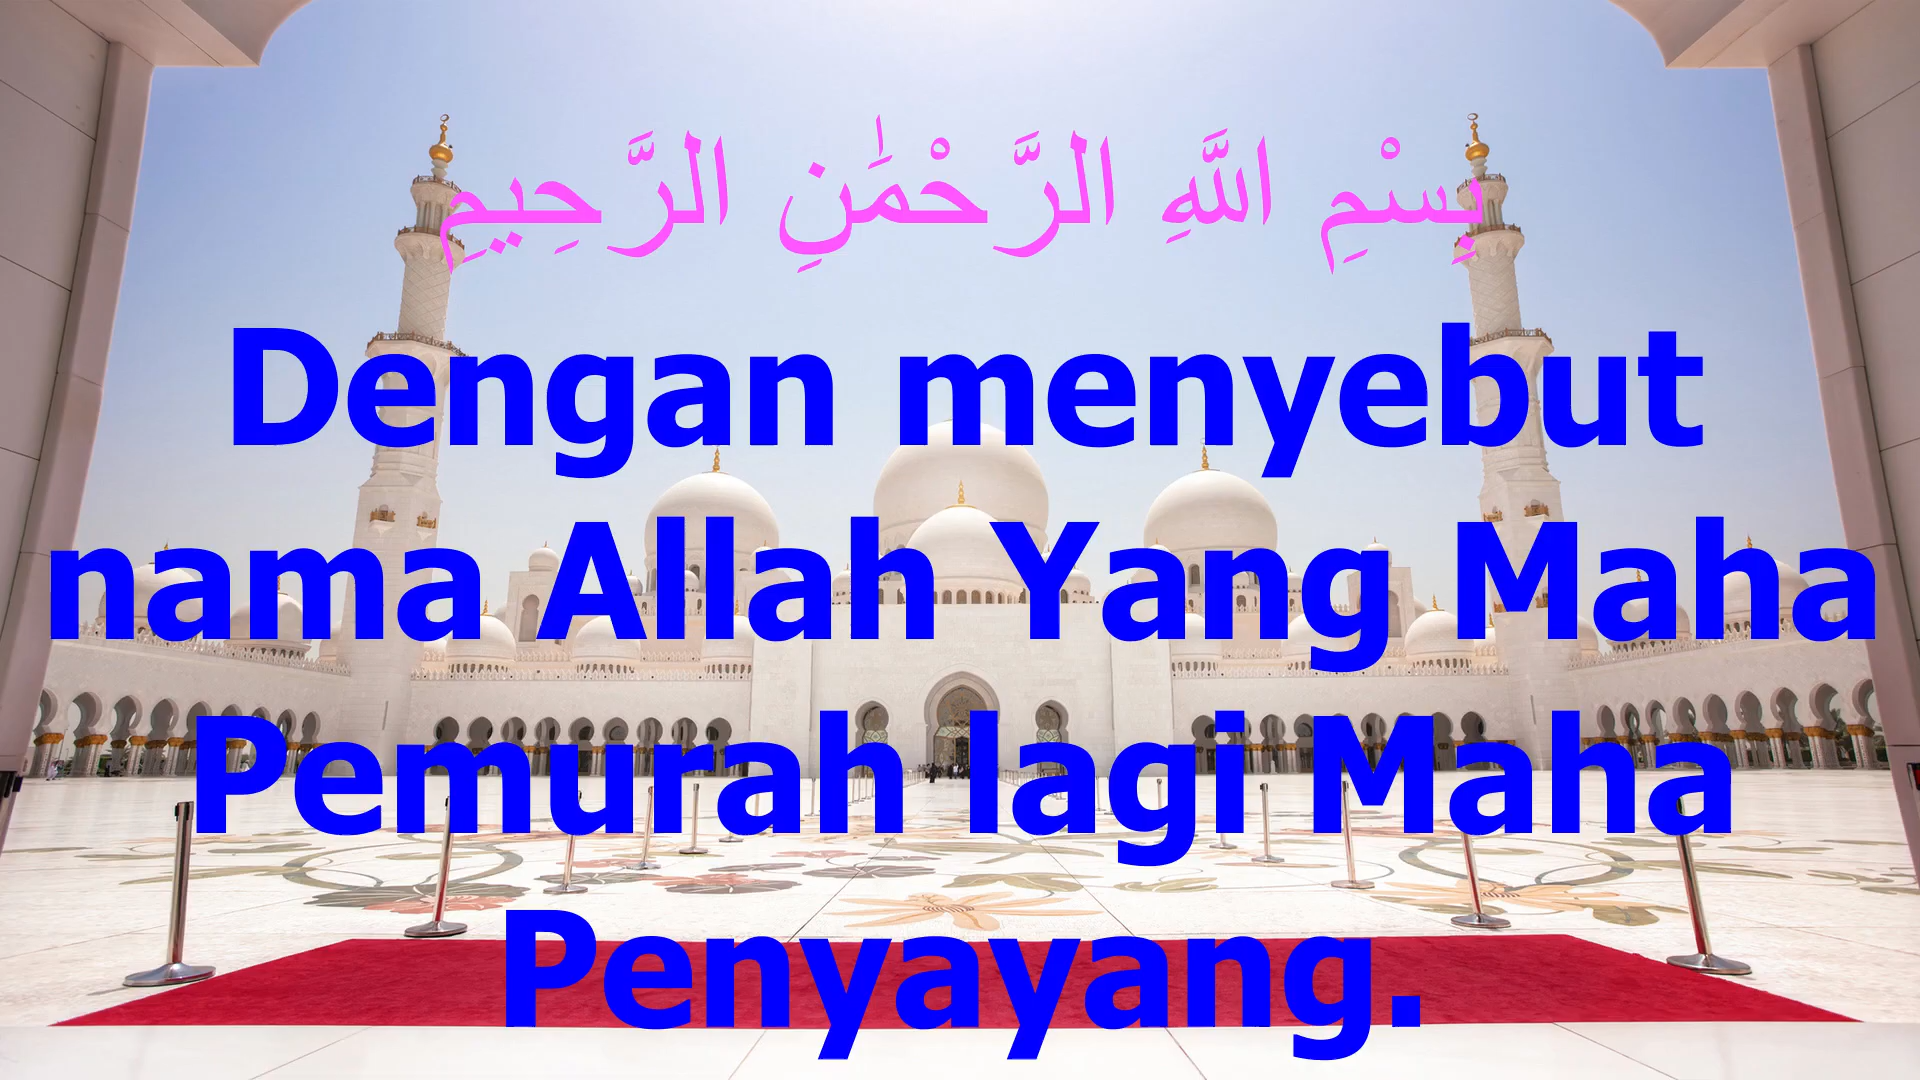 بِسْمِ اللَّهِ الرَّحْمَٰنِ الرَّحِيمِ
Dengan menyebut
nama Allah Yang Maha
Pemurah lagi Maha
Penyayang.